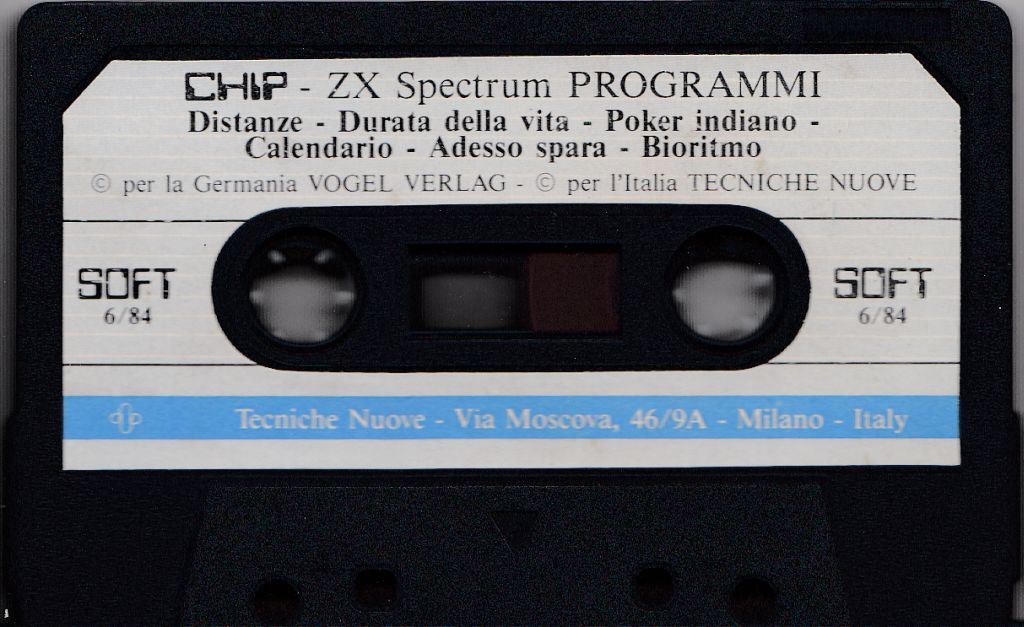 CHIP - ZX Spectrum PROGRAMMI
Distanze - Durata della vita - Poker indiano -
Calendario - Adesso spara - Bioritmo
© per la Germania VOGEL VERLAG - © per l'Italia TECNICHE NUOVE
SOFT
6/84
SOFT
6/84
Tecniche Nuove - Via Moscova, 46/9A - Milano - Italy